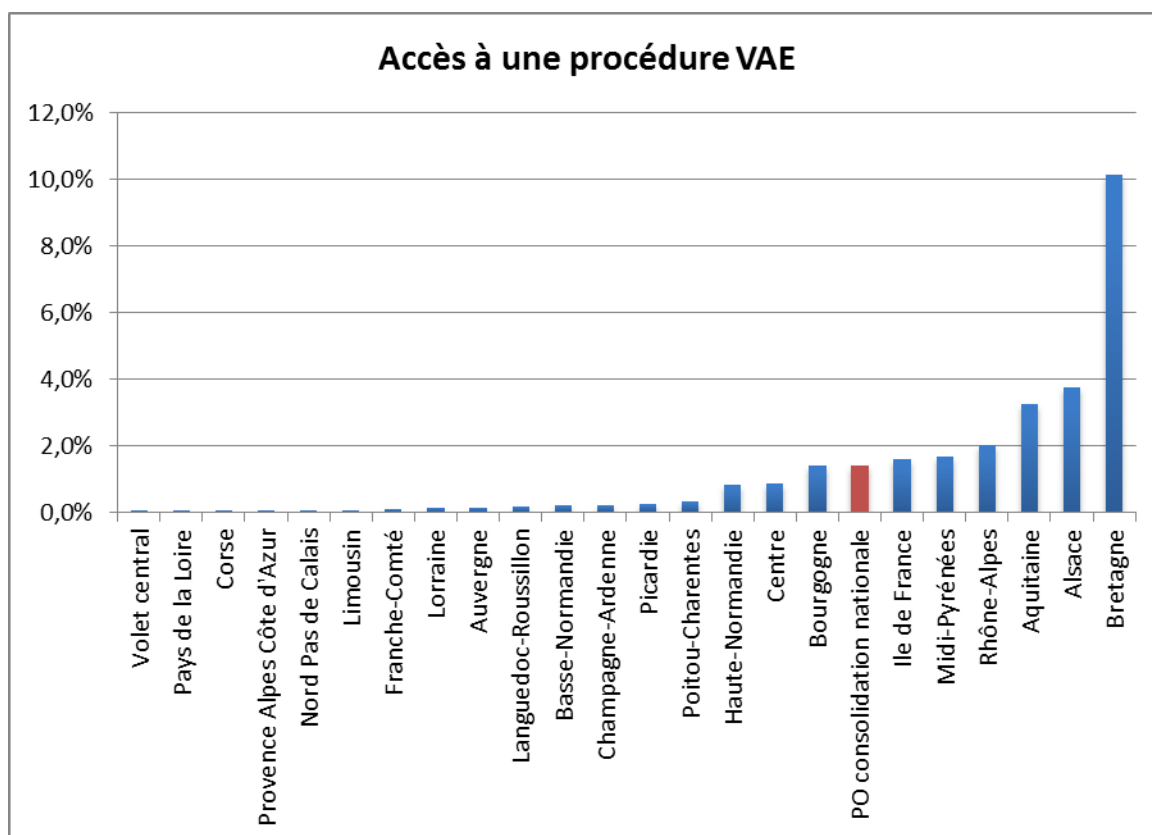 Accès à une procédure VAE
12,0%
10,0%
8,0%
6,0%
4,0%
2,0%
0,0%
Volet central
Pays de la Loire
Corse
Provence Alpes Côte d'Azur
Nord Pas de Calais
Limousin
Franche-Comté
Lorraine
Auvergne
Languedoc-Roussillon
Basse-Normandie
Champagne-Ardenne
Picardie
Poitou-Charentes
Haute-Normandie
Centre
Bourgogne
PO consolidation nationale
Ile de France
Midi-Pyrénées
Rhône-Alpes
Aquitaine
Alsace
Bretagne